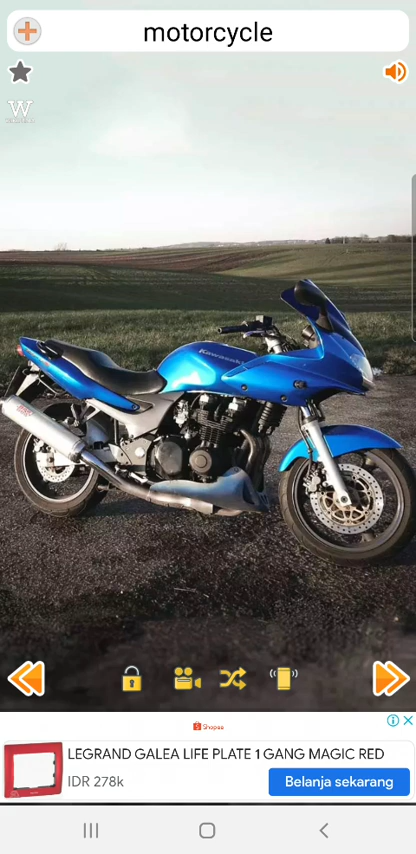 motorcycle
W
Kawasaki
Shopee
LEGRAND GALEA LIFE PLATE 1 GANG MAGIC RED
IDR 278k
Belanja sekarang